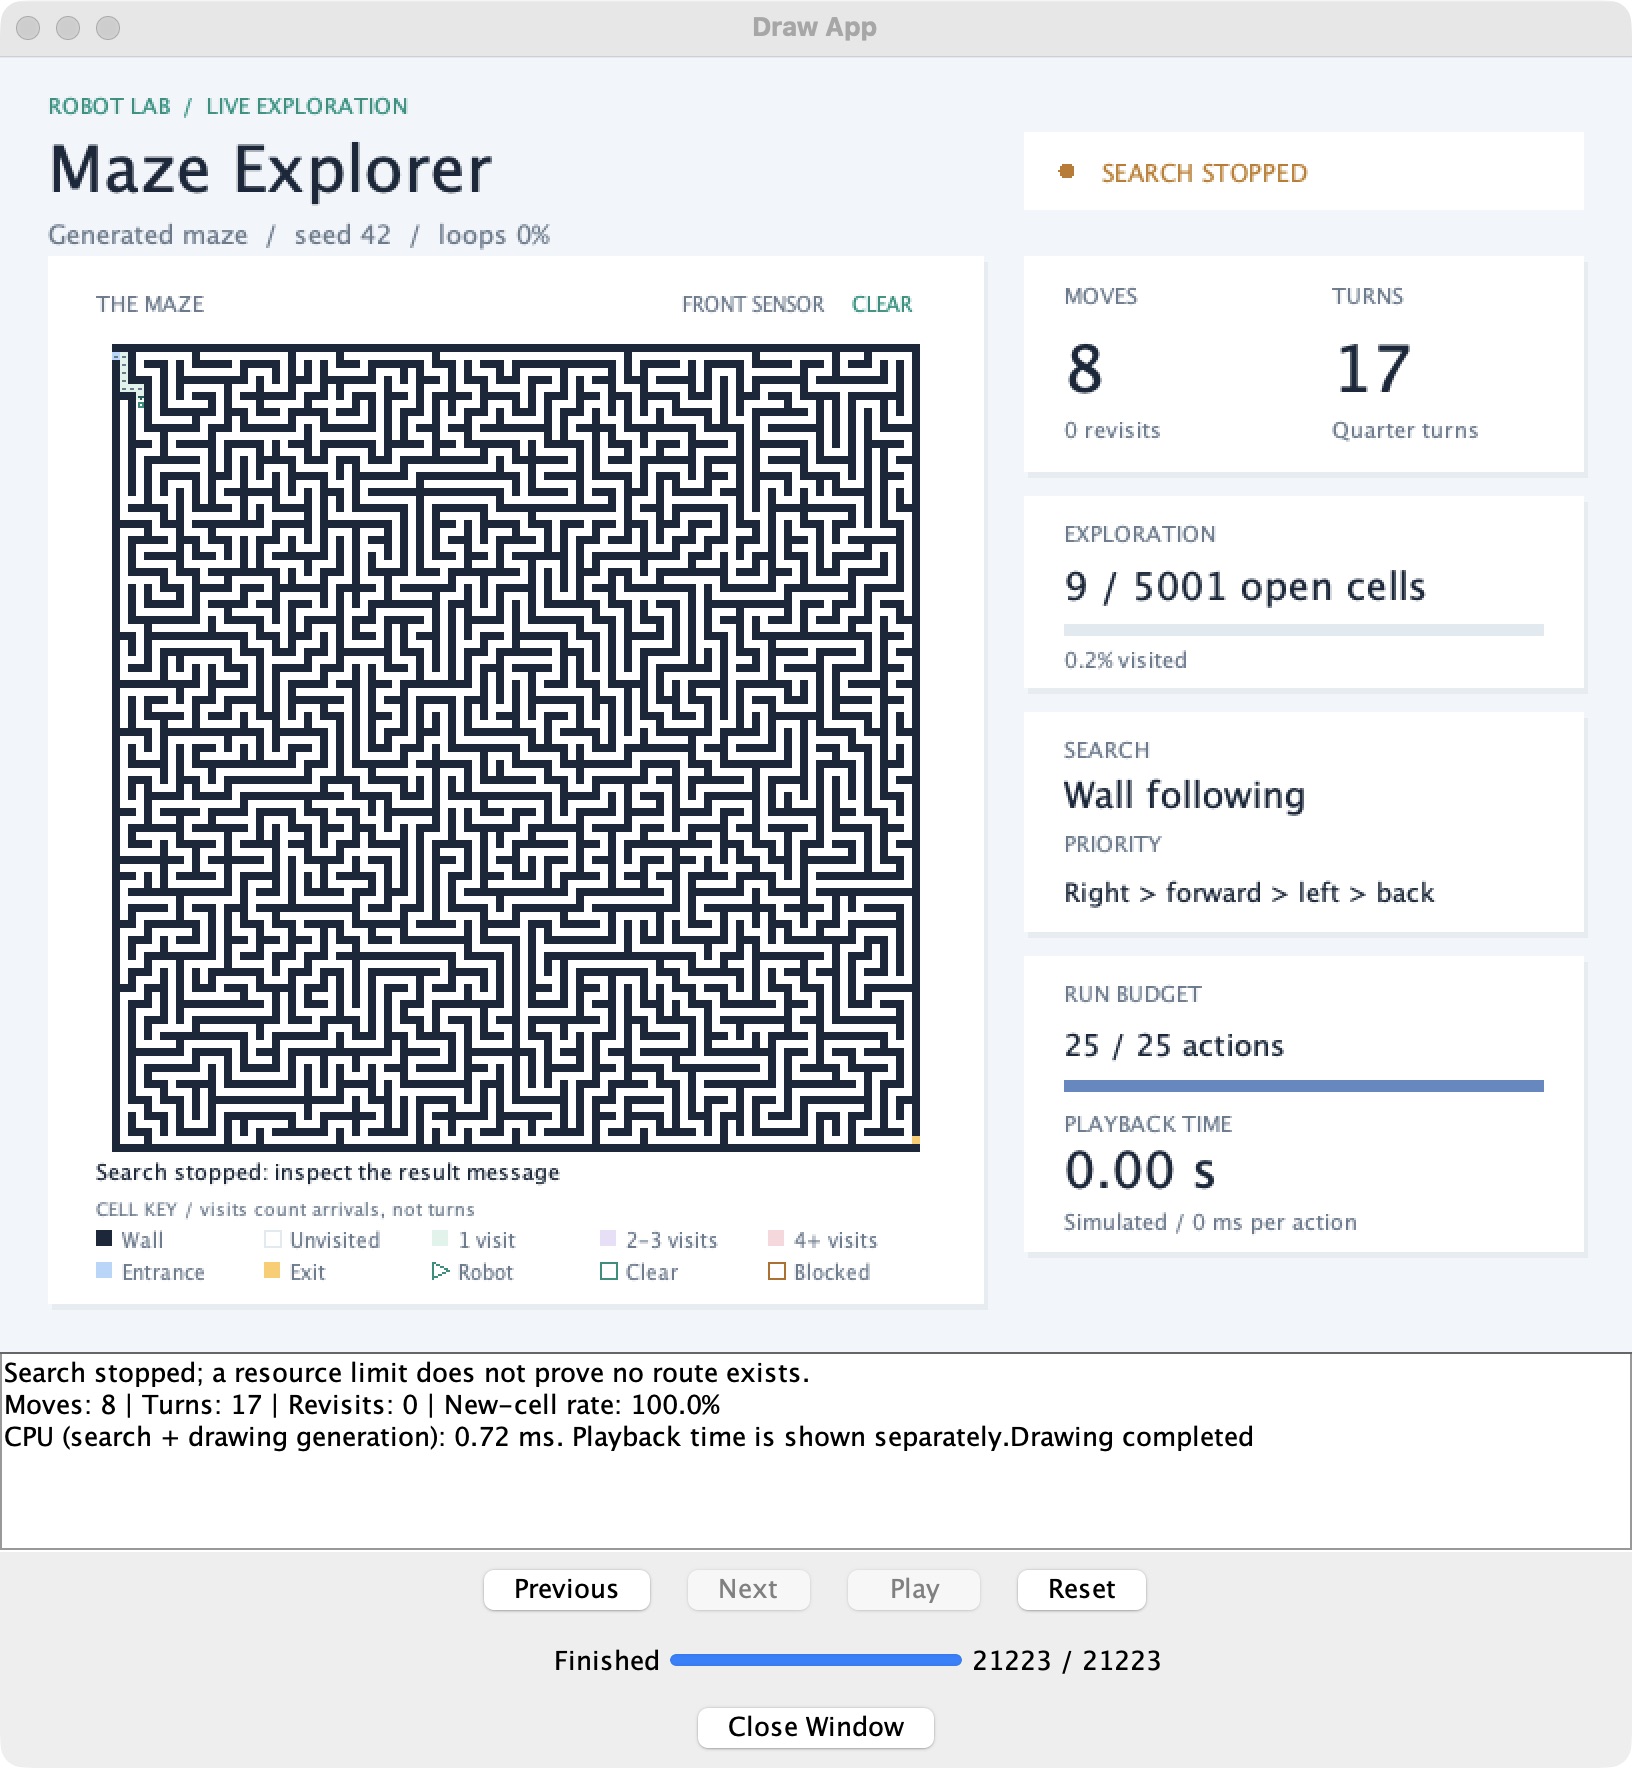 Draw App
ROBOT LAB / LIVE EXPLORATION
Maze Explorer
Generated maze / seed 42 / loops 0%
SEARCH STOPPED
THE MAZE
FRONT SENSOR CLEAR
MOVES
TURNS
8
17
0 revisits
Quarter turns
EXPLORATION
9 / 5001 open cells
0.2% visited
SEARCH
Wall following
PRIORITY
Right > forward > left > back
RUN BUDGET
25 / 25 actions
PLAYBACK TIME
0.00 s
Simulated / 0 ms per action
Search stopped: inspect the result message
CELL KEY / visits count arrivals, not turns
Wall
Unvisited
1 visit
2-3 visits
4+ visits
Entrance
Exit
Robot
Clear
Blocked
Search stopped; a resource limit does not prove no route exists.
Moves: 8 | Turns: 17 | Revisits: 0 | New-cell rate: 100.0%
CPU (search + drawing generation): 0.72 ms. Playback time is shown separately.Drawing completed
Previous
Next
Play
Reset
Finished
21223 / 21223
Close Window